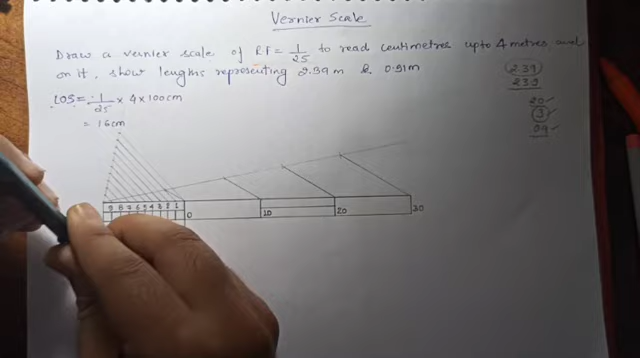 Vernier Scale
Draw a vernier scale of RF = 1/25 to read centimetres upto 4 metres and
on it, show lengths representing 2.39 m & 0.91 m
LOS = 1/25 × 4 × 100 cm
= 16 cm
2.39
239
20
3
09
9 8 7 6 5 4 3 2 1
0 10 20 30